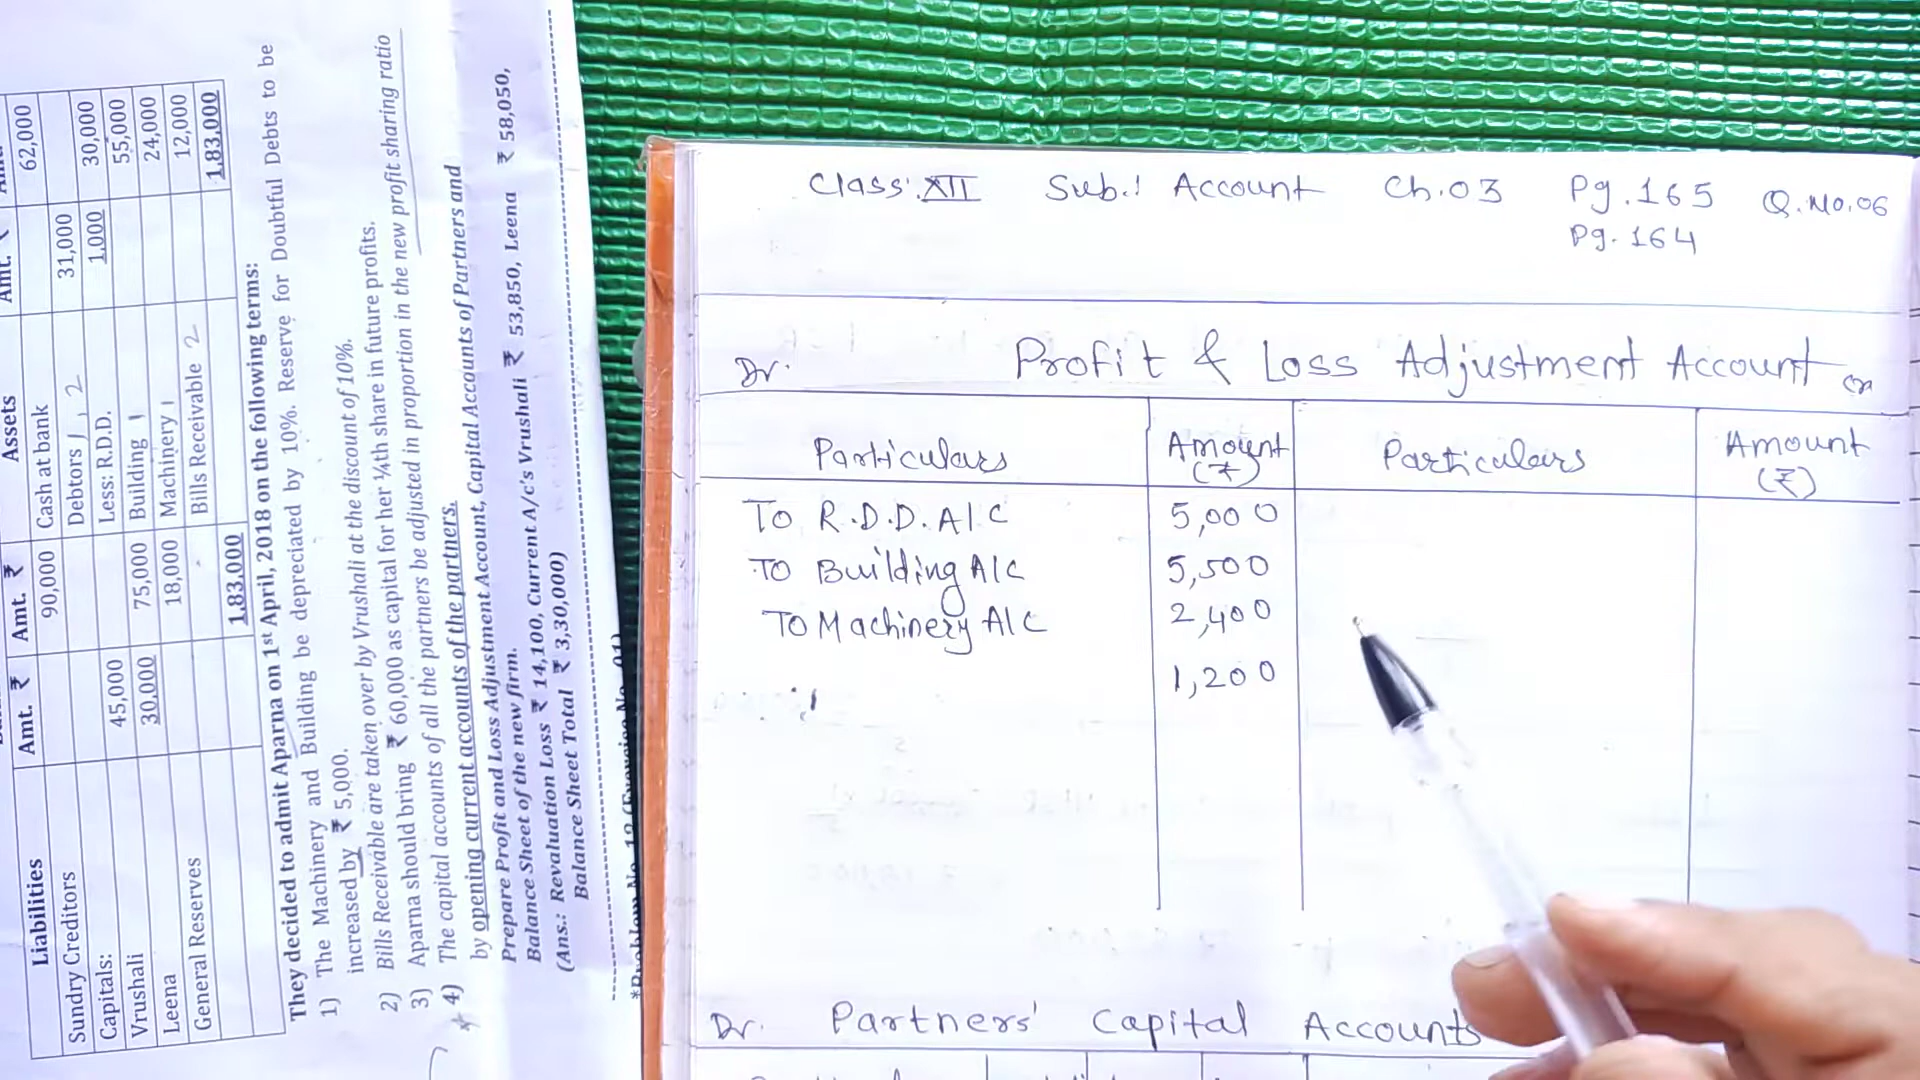 Assets Amt. ₹
Liabilities Amt. ₹ Amt. ₹ Assets Amt. ₹
Sundry Creditors 90,000 Cash at bank 62,000
Capitals: Debtors 2 31,000
Vrushali 45,000 Less: R.D.D. 1,000 30,000
Leena 30,000 75,000 Building 1 55,000
General Reserves 18,000 Machinery 1 24,000
Bills Receivable 2 12,000
1,83,000 1,83,000
They decided to admit Aparna on 1st April, 2018 on the following terms:
1) The Machinery and Building be depreciated by 10%. Reserve for Doubtful Debts to be
increased by ₹ 5,000.
2) Bills Receivable are taken over by Vrushali at the discount of 10%.
3) Aparna should bring ₹ 60,000 as capital for her ¼th share in future profits.
4) The capital accounts of all the partners be adjusted in proportion in the new profit sharing ratio
by opening current accounts of the partners.
Prepare Profit and Loss Adjustment Account, Capital Accounts of Partners and
Balance Sheet of the new firm.
(Ans.: Revaluation Loss ₹ 14,100, Current A/c's Vrushali ₹ 53,850, Leena ₹ 58,050,
Balance Sheet Total ₹ 3,30,000)
Class: XII Sub.: Account Ch.03 Pg.165 Q.No.06
Pg.164
Dr. Profit & Loss Adjustment Account Cr
Particulars Amount (₹) Particulars Amount (₹)
To R.D.D. A/C 5,000
To Building A/C 5,500
To Machinery A/C 2,400
1,200
Dr. Partners' Capital Accounts